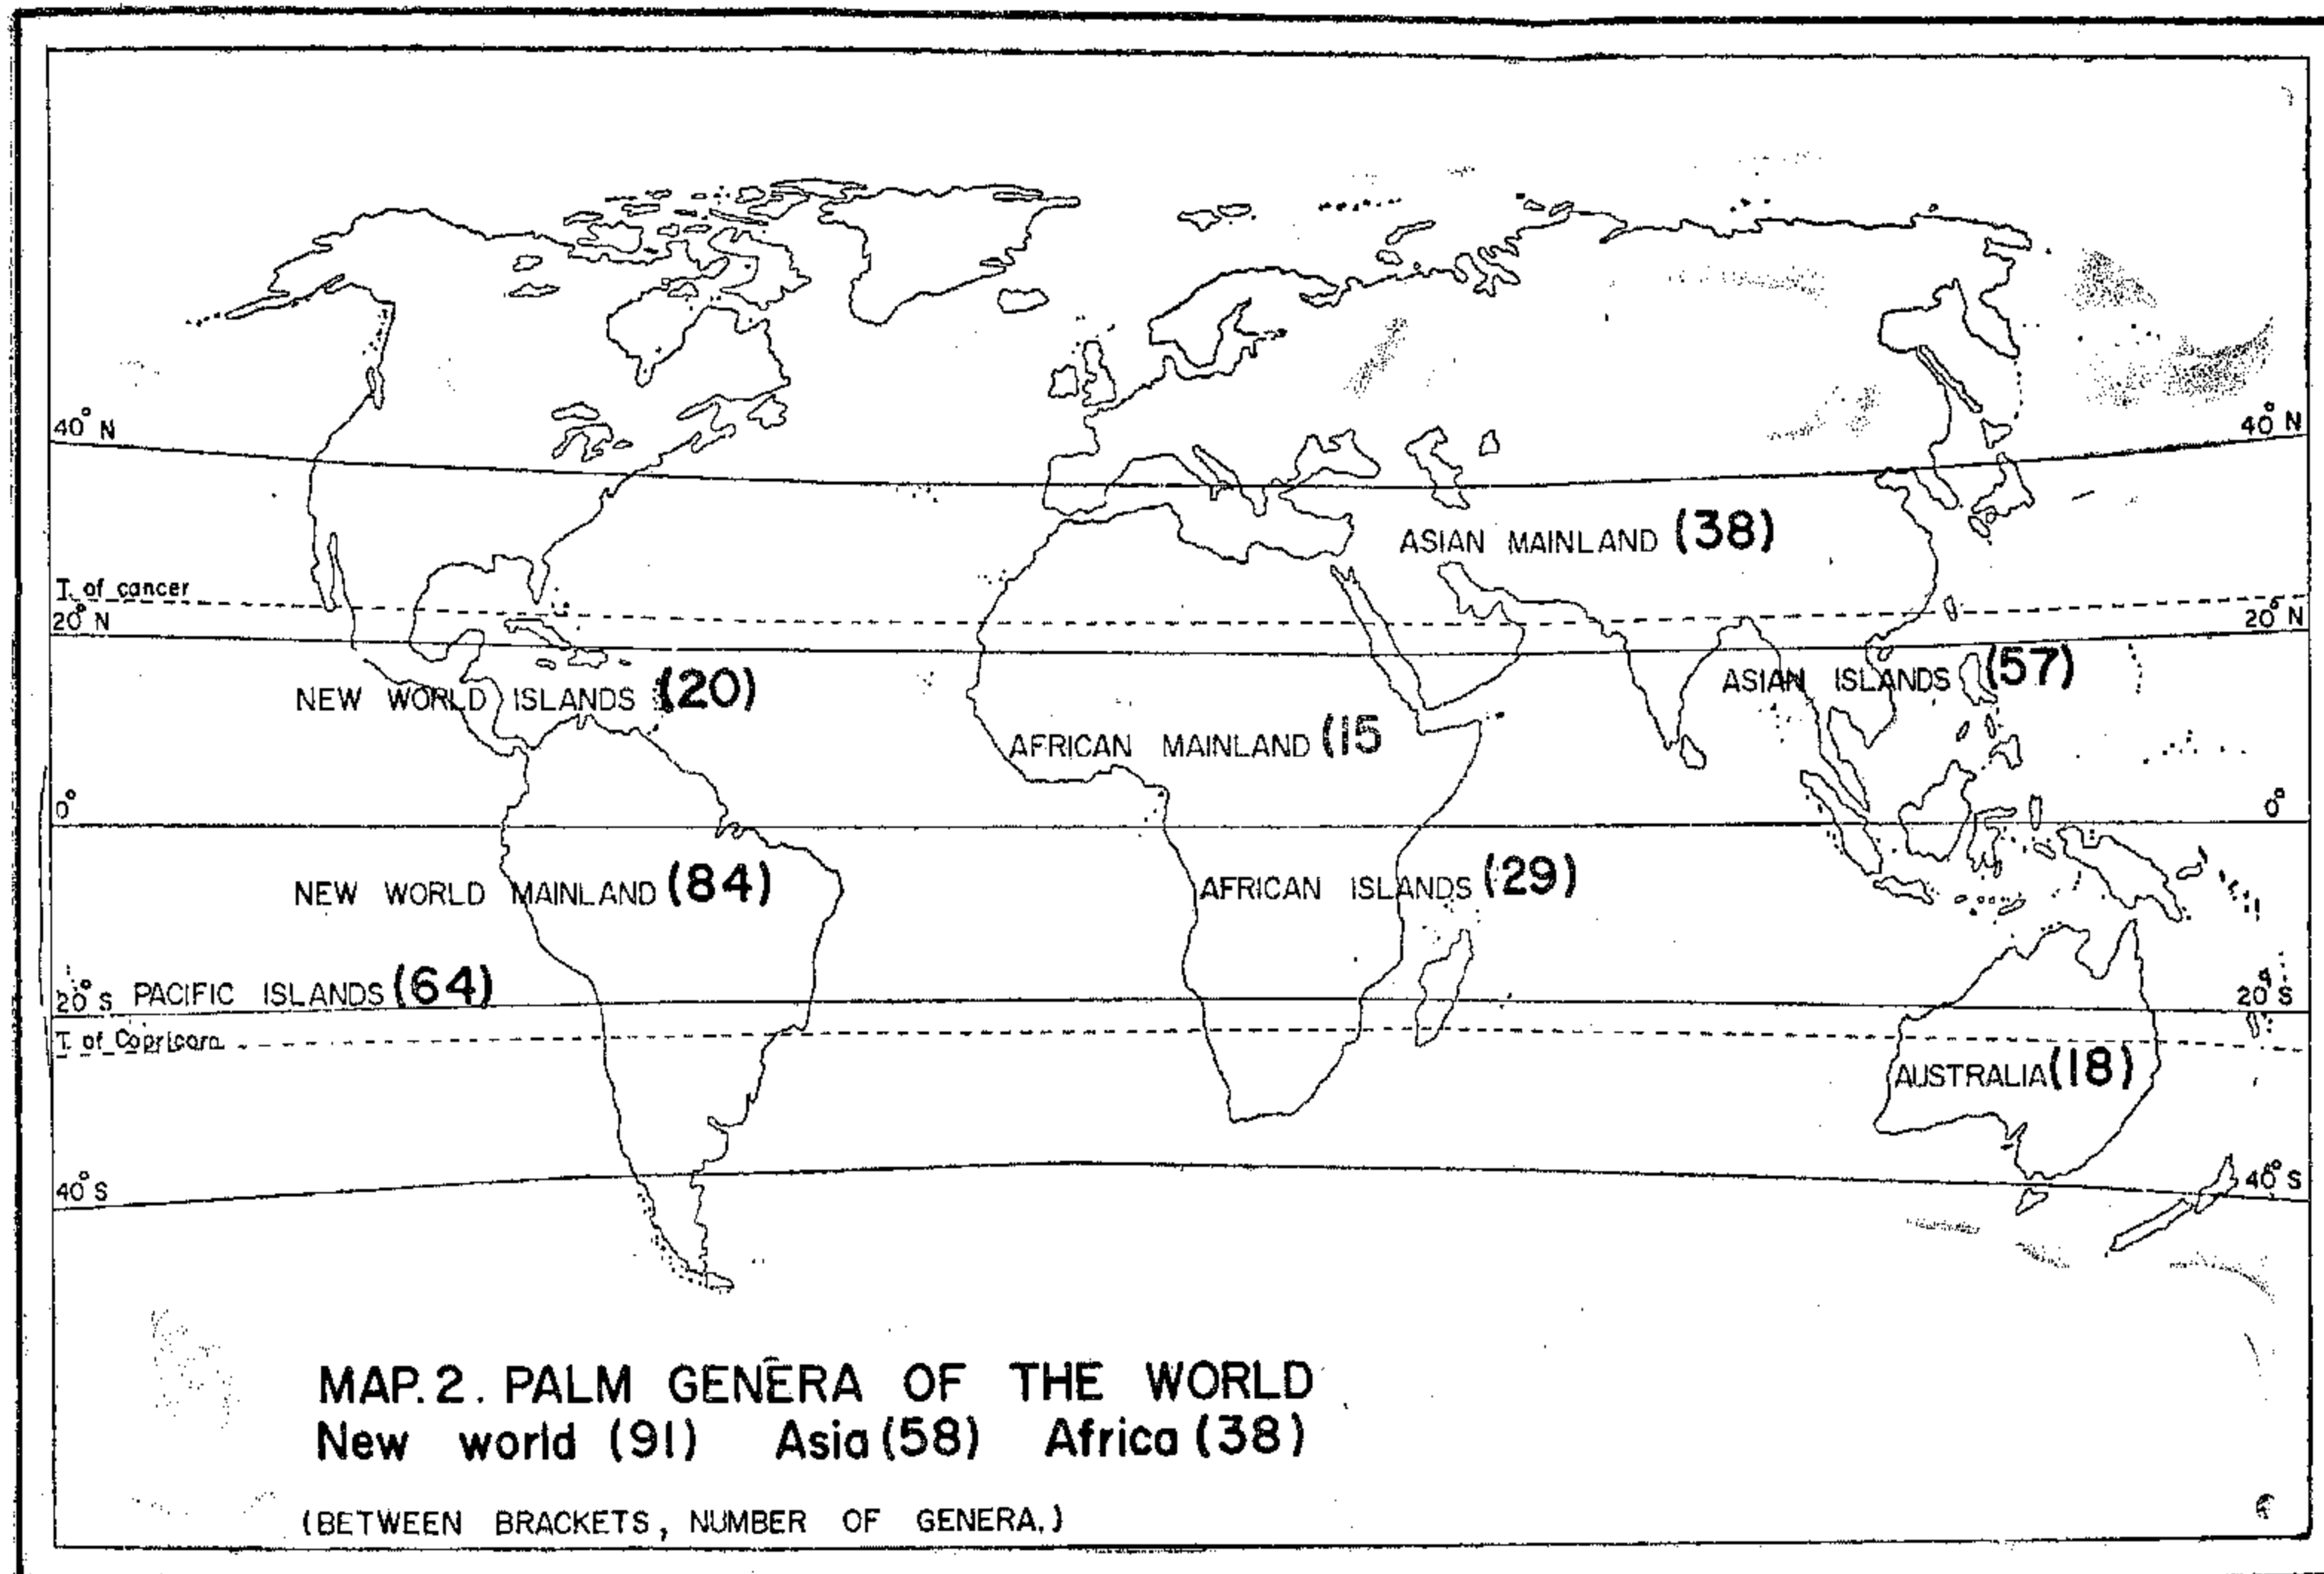 40° N
40° N
ASIAN MAINLAND (38)
T. of cancer
20° N
20° N
ASIAN ISLANDS (57)
NEW WORLD ISLANDS (20)
AFRICAN MAINLAND (15
0°
0°
NEW WORLD MAINLAND (84)
AFRICAN ISLANDS (29)
PACIFIC ISLANDS (64)
20° S
20° S
T. of Capricorn
AUSTRALIA (18)
40° S
40° S
MAP. 2. PALM GENERA OF THE WORLD
New world (91) Asia (58) Africa (38)
(BETWEEN BRACKETS, NUMBER OF GENERA.)